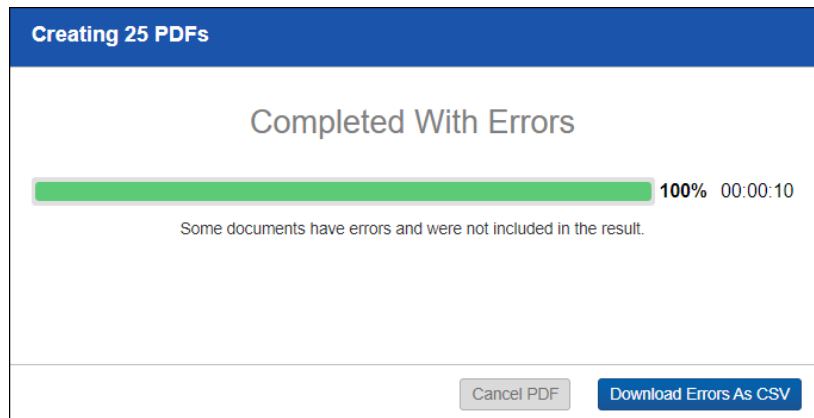 Creating 25 PDFs
Completed With Errors
100% 00:00:10
Some documents have errors and were not included in the result.
Cancel PDF Download Errors As CSV